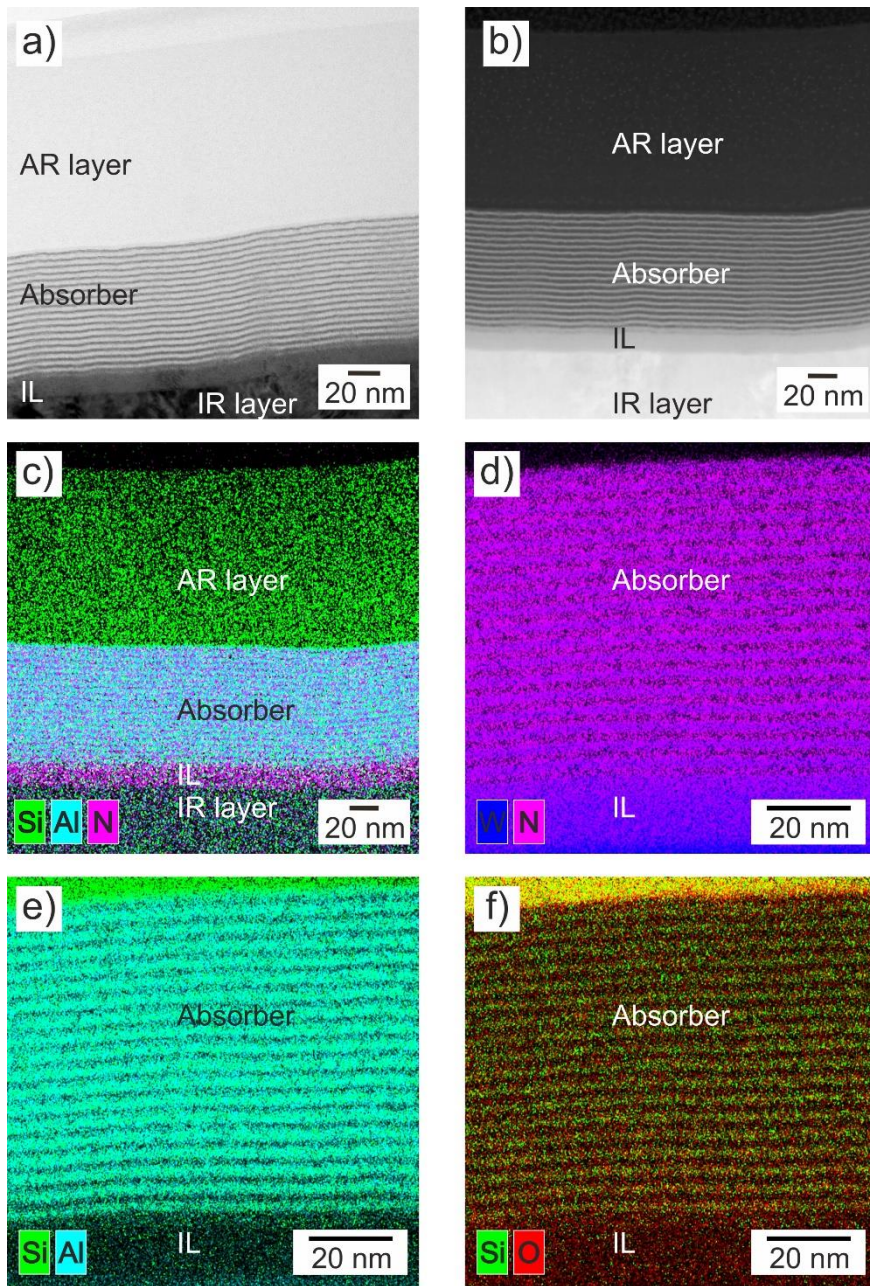 a)
AR layer
Absorber
IL
IR layer
20 nm
b)
AR layer
Absorber
IL
IR layer
20 nm
c)
AR layer
Absorber
IL
IR layer
Si Al N
20 nm
d)
Absorber
IL
W N
20 nm
e)
Absorber
IL
Si Al
20 nm
f)
Absorber
IL
Si O
20 nm